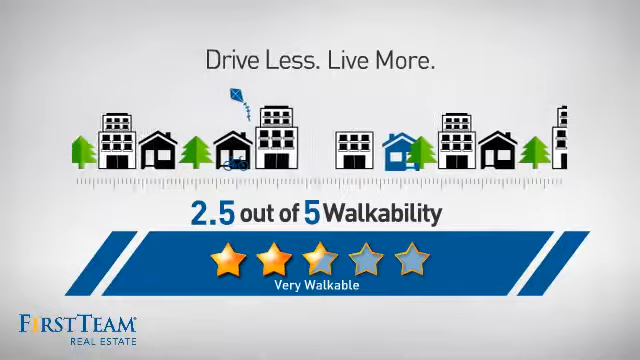 Drive Less. Live More.
2.5 out of 5 Walkability
Very Walkable
FIRSTTEAM®
REAL ESTATE